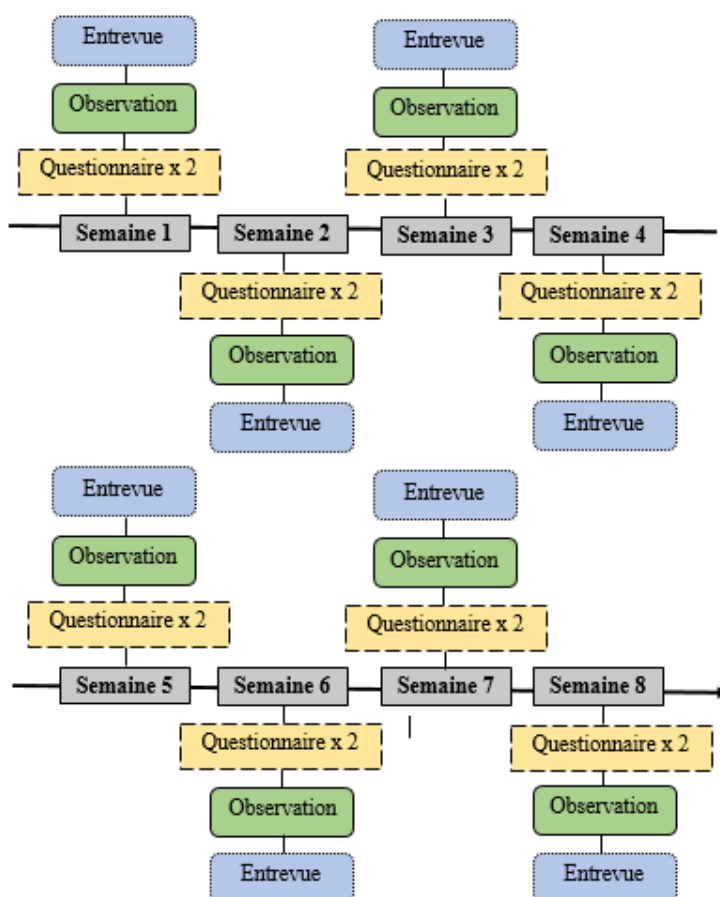 Entrevue
Entrevue
Observation
Observation
Questionnaire x 2
Questionnaire x 2
Semaine 1
Semaine 2
Semaine 3
Semaine 4
Questionnaire x 2
Questionnaire x 2
Observation
Observation
Entrevue
Entrevue
Entrevue
Entrevue
Observation
Observation
Questionnaire x 2
Questionnaire x 2
Semaine 5
Semaine 6
Semaine 7
Semaine 8
Questionnaire x 2
Questionnaire x 2
Observation
Observation
Entrevue
Entrevue